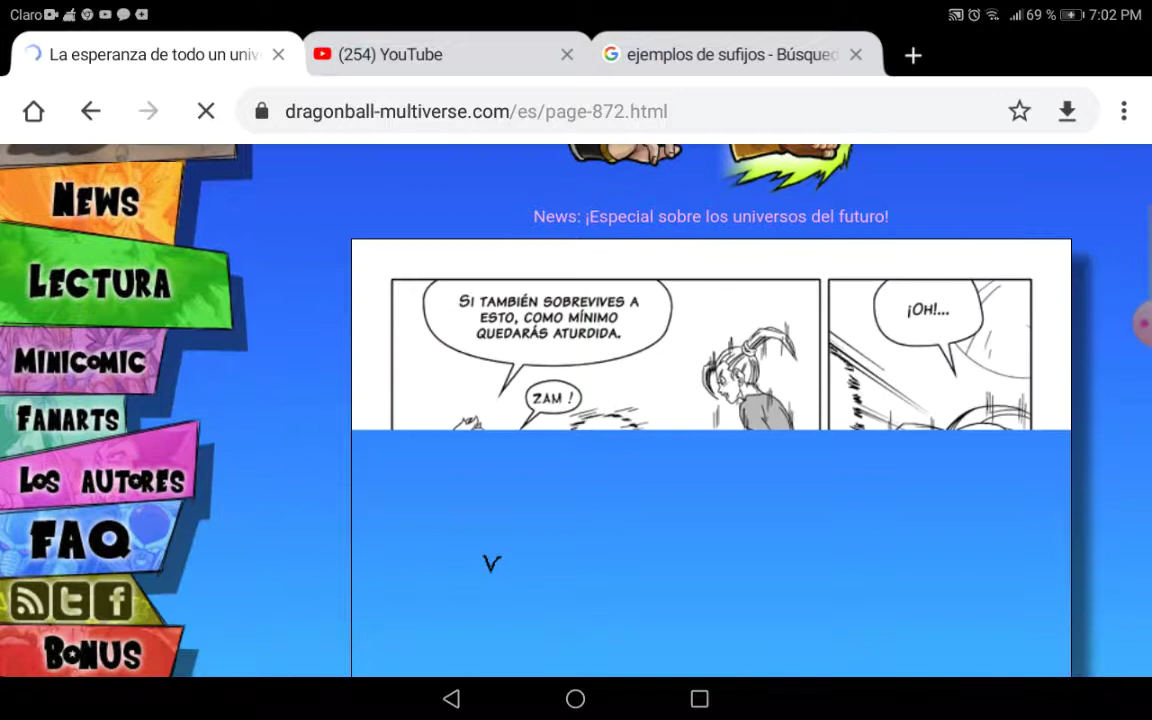 Claro 69 % 7:02 PM
La esperanza de todo un univ (254) YouTube ejemplos de sufijos - Búsqued
dragonball-multiverse.com/es/page-872.html
NEWS
News: ¡Especial sobre los universos del futuro!
LECTURA
SI TAMBIÉN SOBREVIVES A
ESTO, COMO MÍNIMO
QUEDARÁS ATURDIDA.
¡OH!...
MINICOMIC
ZAM !
FANARTS
LOS AUTORES
FAQ
BONUS